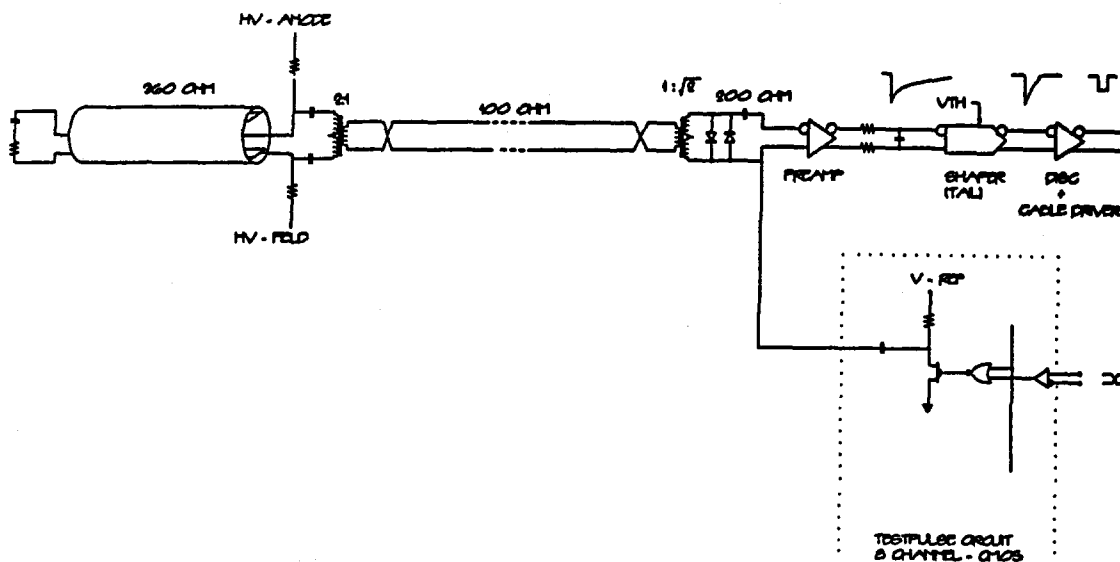 HV - ANODE
360 OHM
2:1
100 OHM
1:√2
200 OHM
VTH
PREAMP
SHAPER
(TAIL)
DISC
+
CABLE DRIVER
HV - FIELD
V - REF
TESTPULSE CIRCUIT
8 CHANNEL - CMOS